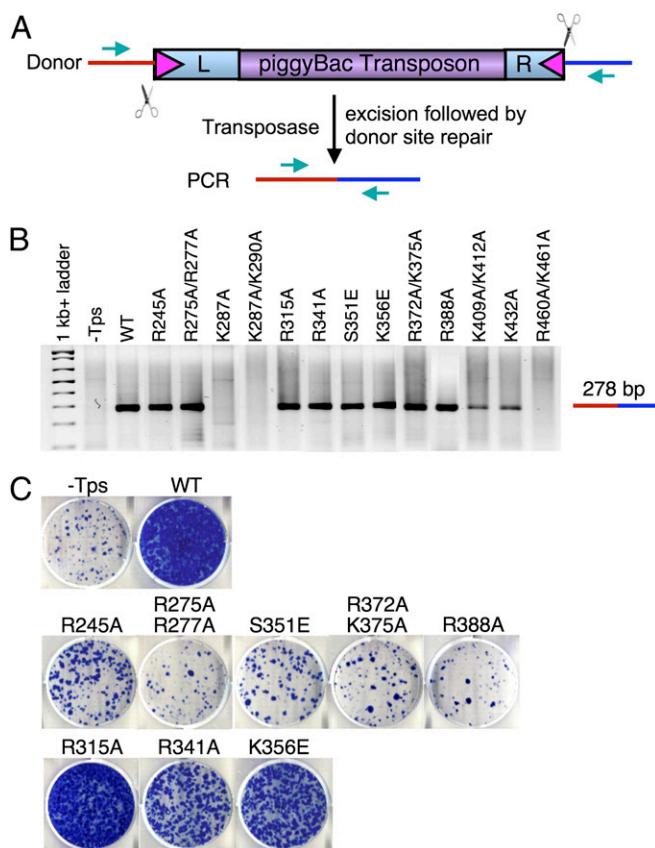 A
Donor
L
piggyBac Transposon
R
Transposase
excision followed by
donor site repair
PCR
B
1 kb+ ladder
-Tps
WT
R245A
R275A/R277A
K287A
K287A/K290A
R315A
R341A
S351E
K356E
R372A/K375A
R388A
K409A/K412A
K432A
R460A/K461A
278 bp
C
-Tps
WT
R245A
R275A
R277A
S351E
R372A
K375A
R388A
R315A
R341A
K356E